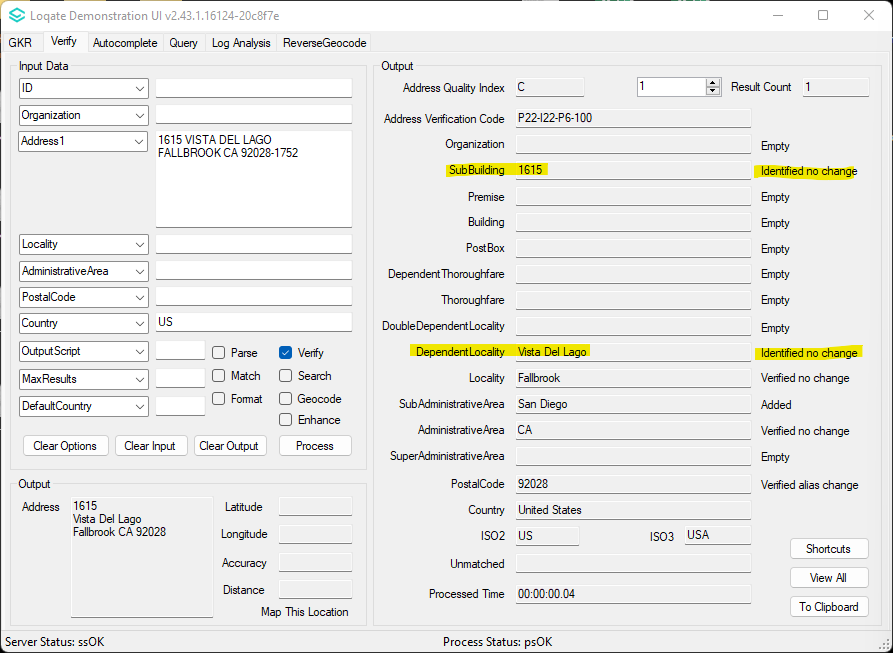 Loqate Demonstration UI v2.43.1.16124-20c8f7e
GKR Verify Autocomplete Query Log Analysis ReverseGeocode
Input Data
ID
Organization
Address1 1615 VISTA DEL LAGO
FALLBROOK CA 92028-1752
Locality
AdministrativeArea
PostalCode
Country US
OutputScript Parse Verify
MaxResults Match Search
DefaultCountry Format Geocode
Enhance
Clear Options Clear Input Clear Output Process
Output
Address 1615
Vista Del Lago
Fallbrook CA 92028
Latitude
Longitude
Accuracy
Distance
Map This Location
Output
Address Quality Index C 1 Result Count 1
Address Verification Code P22-I22-P6-100
Organization Empty
SubBuilding 1615 Identified no change
Premise Empty
Building Empty
PostBox Empty
DependentThoroughfare Empty
Thoroughfare Empty
DoubleDependentLocality Empty
DependentLocality Vista Del Lago Identified no change
Locality Fallbrook Verified no change
SubAdministrativeArea San Diego Added
AdministrativeArea CA Verified no change
SuperAdministrativeArea Empty
PostalCode 92028 Verified alias change
Country United States
ISO2 US ISO3 USA
Unmatched
Processed Time 00:00:00.04
Shortcuts
View All
To Clipboard
Server Status: ssOK Process Status: psOK